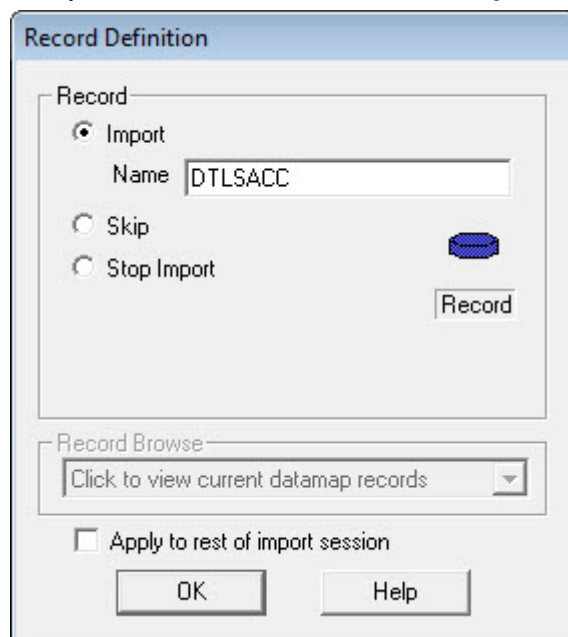 Record Definition
Record
Import
Name DTLSACC
Skip
Stop Import
Record
Record Browse
Click to view current datamap records
Apply to rest of import session
OK Help